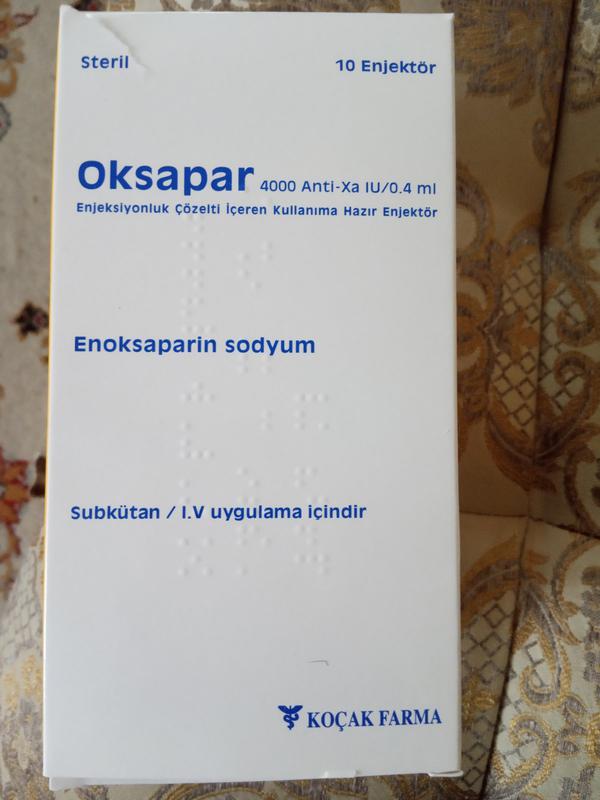 Steril
10 Enjektör
Oksapar 4000 Anti-Xa IU/0.4 ml
Enjeksiyonluk Çözelti İçeren Kullanıma Hazır Enjektör
Enoksaparin sodyum
Subkütan / I.V uygulama içindir
KOÇAK FARMA